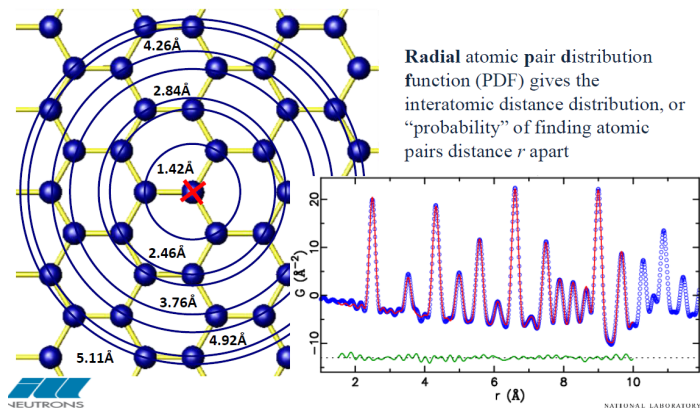 4.26Å
2.84Å
1.42Å
2.46Å
3.76Å
4.92Å
5.11Å
Radial atomic pair distribution
function (PDF) gives the
interatomic distance distribution, or
“probability” of finding atomic
pairs distance r apart
G (Å⁻²)
20
10
0
−10
2
4
6
8
10
r (Å)
NEUTRONS
NATIONAL LABORATORY